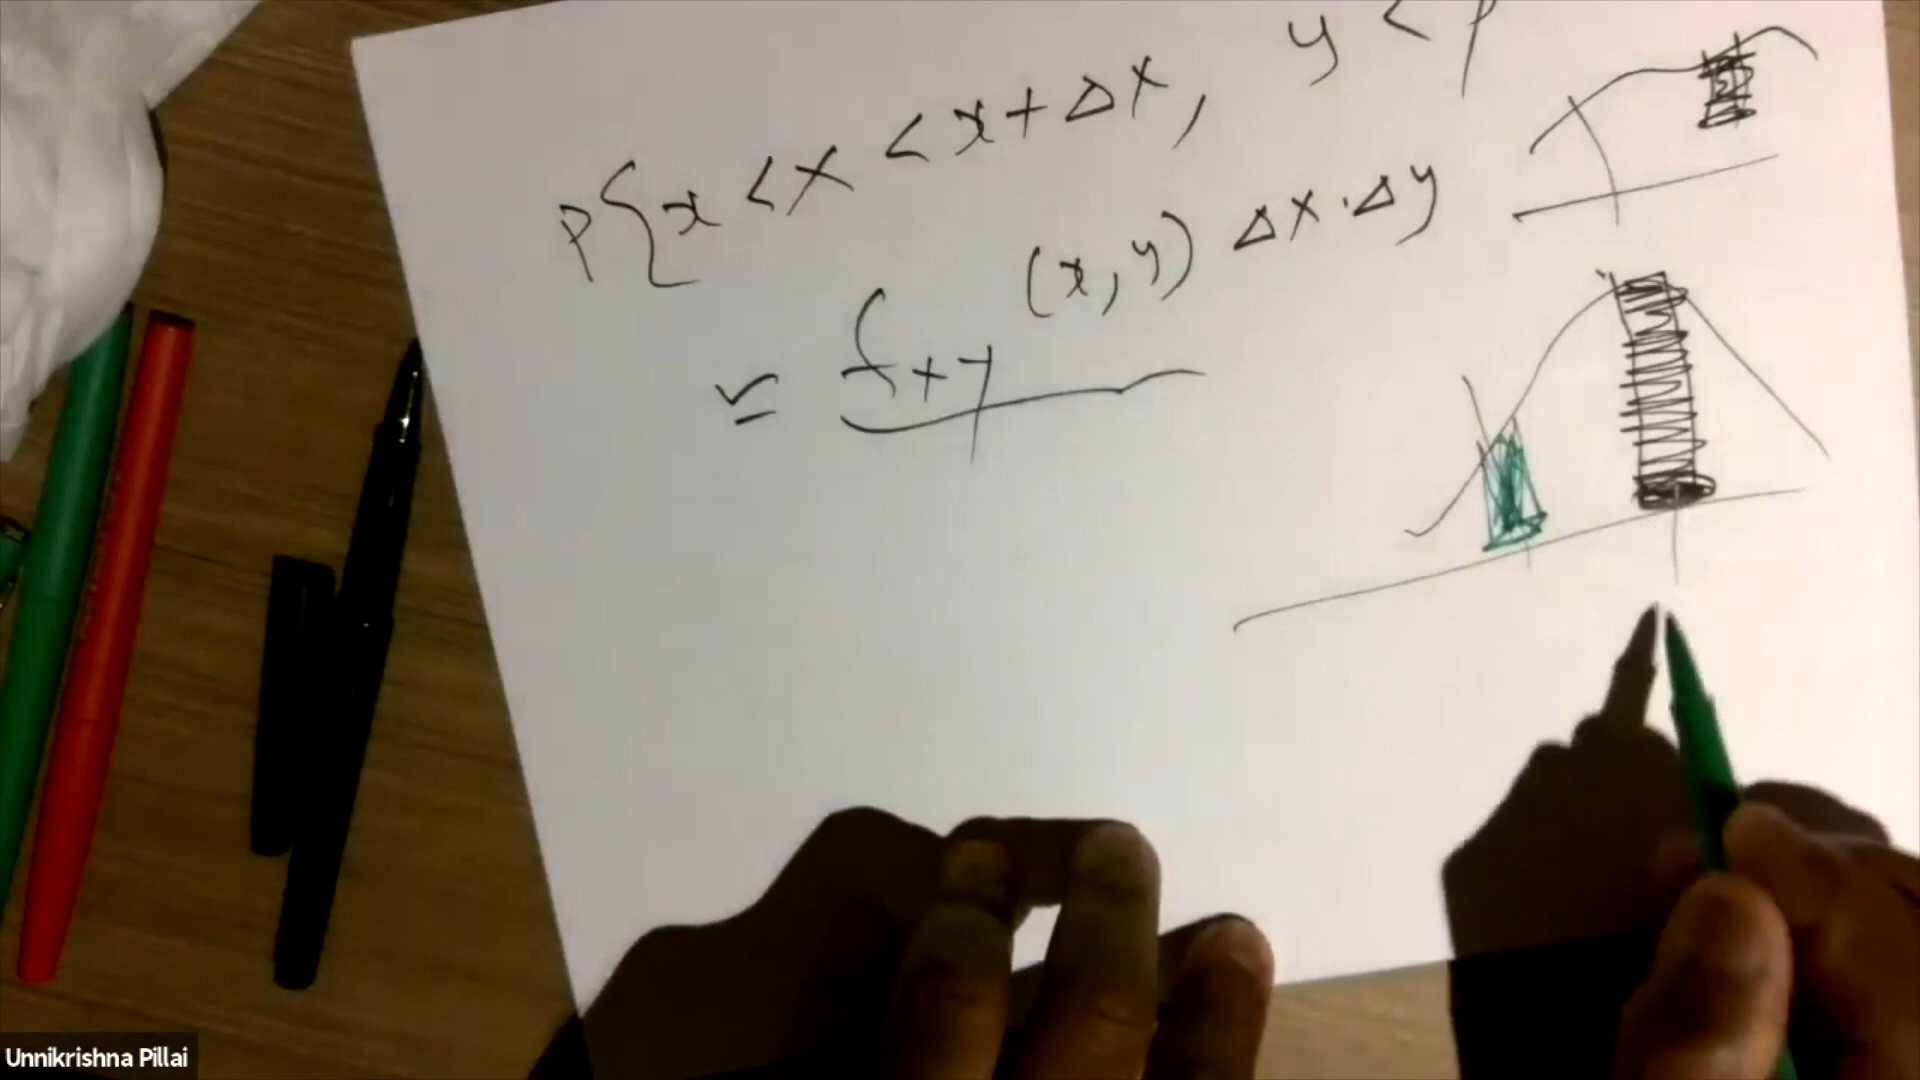 P{x < X < x + Δx, y <
≃ f_{XY}(x, y) Δx · Δy
Unnikrishna Pillai